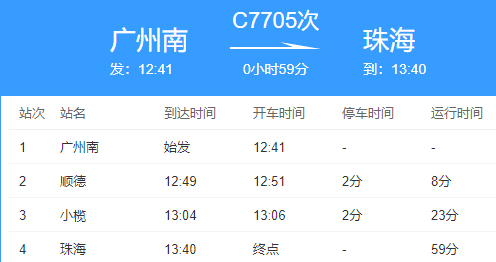 C7705次
广州南 珠海
发：12:41 0小时59分 到：13:40
站次 站名 到达时间 开车时间 停车时间 运行时间
1 广州南 始发 12:41 - -
2 顺德 12:49 12:51 2分 8分
3 小榄 13:04 13:06 2分 23分
4 珠海 13:40 终点 - 59分